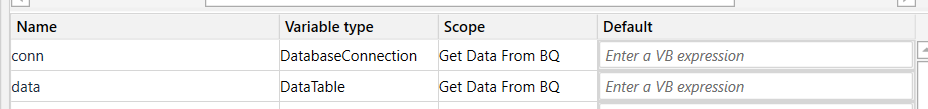 Name Variable type Scope Default
conn DatabaseConnection Get Data From BQ Enter a VB expression
data DataTable Get Data From BQ Enter a VB expression